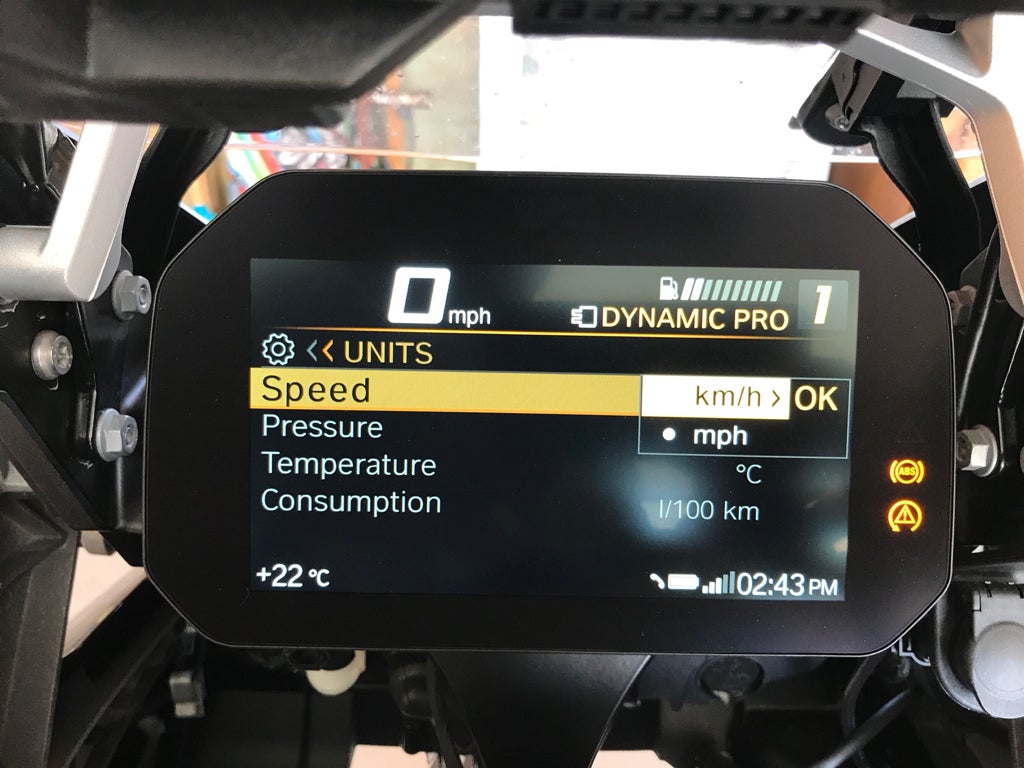 0 mph
DYNAMIC PRO 1
UNITS
Speed km/h > OK
Pressure • mph
Temperature °C
Consumption l/100 km
ABS
+22 °C 02:43 PM